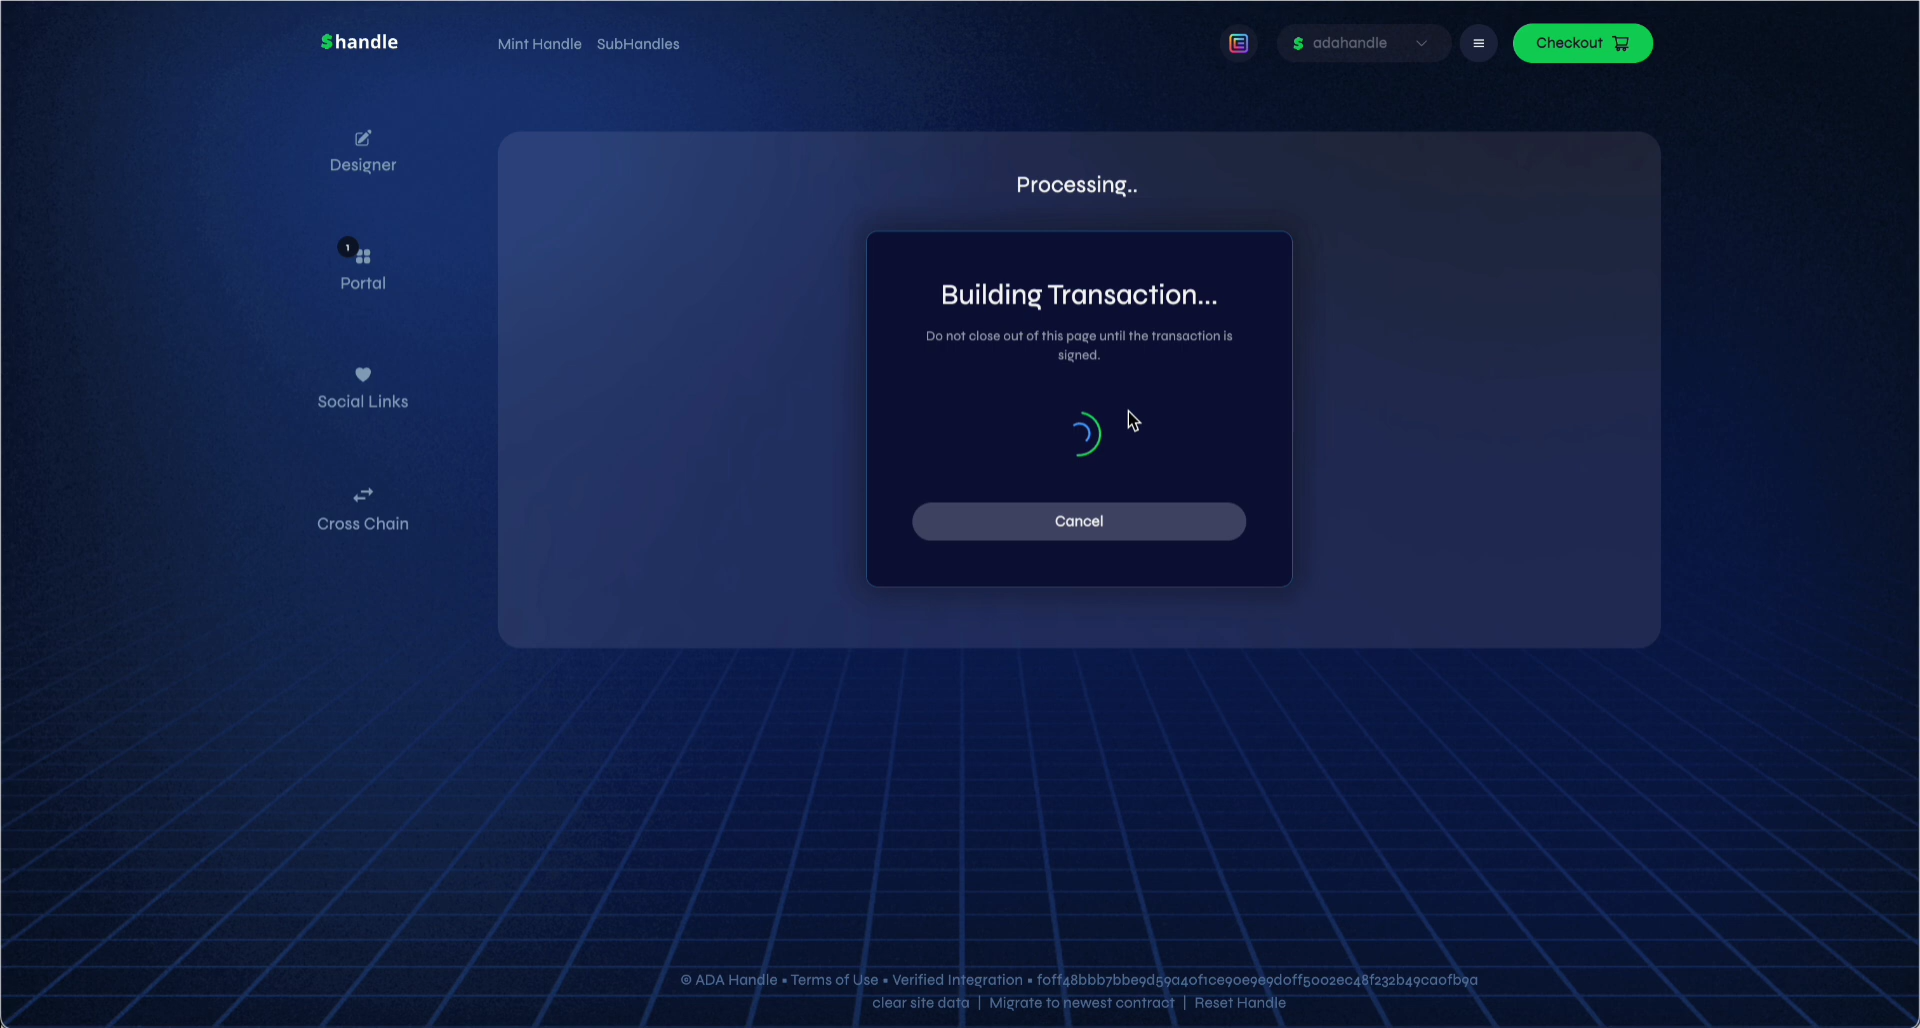 $handle
Mint Handle
SubHandles
$ adahandle
Checkout
Designer
1
Portal
Social Links
Cross Chain
Processing..
Building Transaction...
Do not close out of this page until the transaction is
signed.
Cancel
© ADA Handle • Terms of Use • Verified Integration • f0ff48bbb7bbe9d59a40f1ce90e9e9d0ff5002ec48f232b49ca0fb9a
clear site data | Migrate to newest contract | Reset Handle